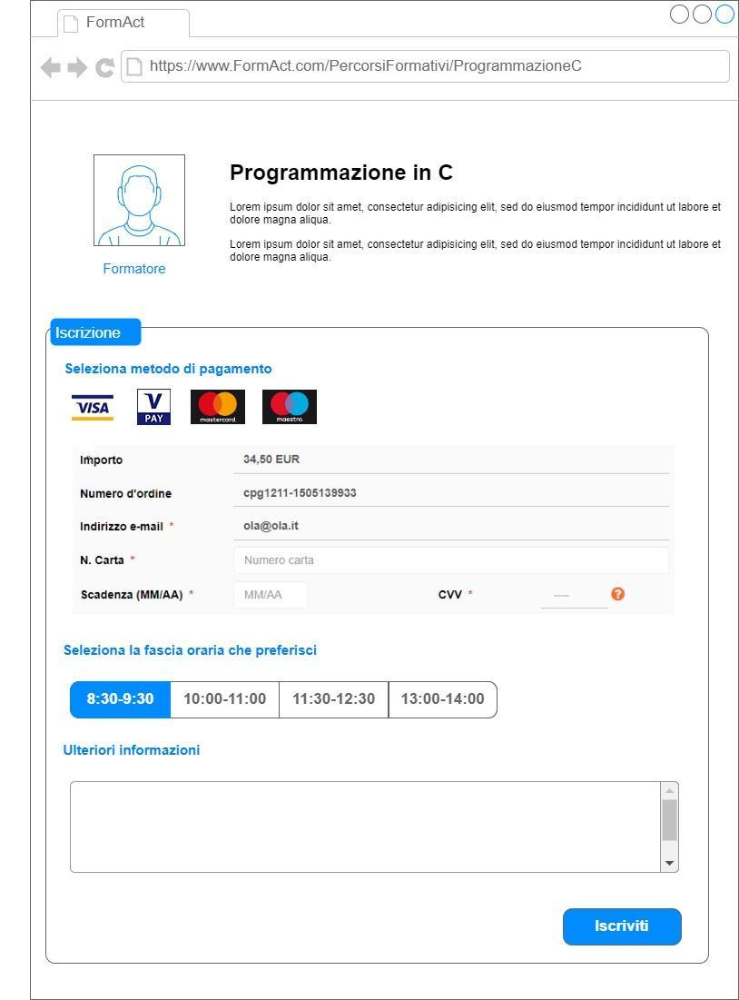 FormAct
https://www.FormAct.com/PercorsiFormativi/ProgrammazioneC
Programmazione in C
Lorem ipsum dolor sit amet, consectetur adipisicing elit, sed do eiusmod tempor incididunt ut labore et
dolore magna aliqua.
Lorem ipsum dolor sit amet, consectetur adipisicing elit, sed do eiusmod tempor incididunt ut labore et
dolore magna aliqua.
Formatore
Iscrizione
Seleziona metodo di pagamento
VISA V PAY mastercard maestro
Importo 34,50 EUR
Numero d'ordine cpg1211-1505139933
Indirizzo e-mail * ola@ola.it
N. Carta * Numero carta
Scadenza (MM/AA) * MM/AA CVV * ---- ?
Seleziona la fascia oraria che preferisci
8:30-9:30 10:00-11:00 11:30-12:30 13:00-14:00
Ulteriori informazioni
Iscriviti